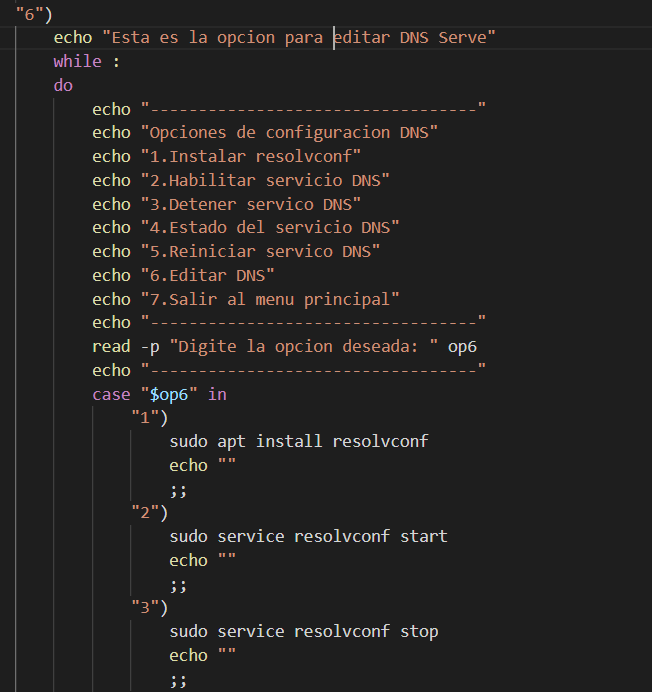 "6")
echo "Esta es la opcion para editar DNS Serve"
while :
do
echo "----------------------------------"
echo "Opciones de configuracion DNS"
echo "1.Instalar resolvconf"
echo "2.Habilitar servicio DNS"
echo "3.Detener servico DNS"
echo "4.Estado del servicio DNS"
echo "5.Reiniciar servico DNS"
echo "6.Editar DNS"
echo "7.Salir al menu principal"
echo "----------------------------------"
read -p "Digite la opcion deseada: " op6
echo "----------------------------------"
case "$op6" in
"1")
sudo apt install resolvconf
echo ""
;;
"2")
sudo service resolvconf start
echo ""
;;
"3")
sudo service resolvconf stop
echo ""
;;